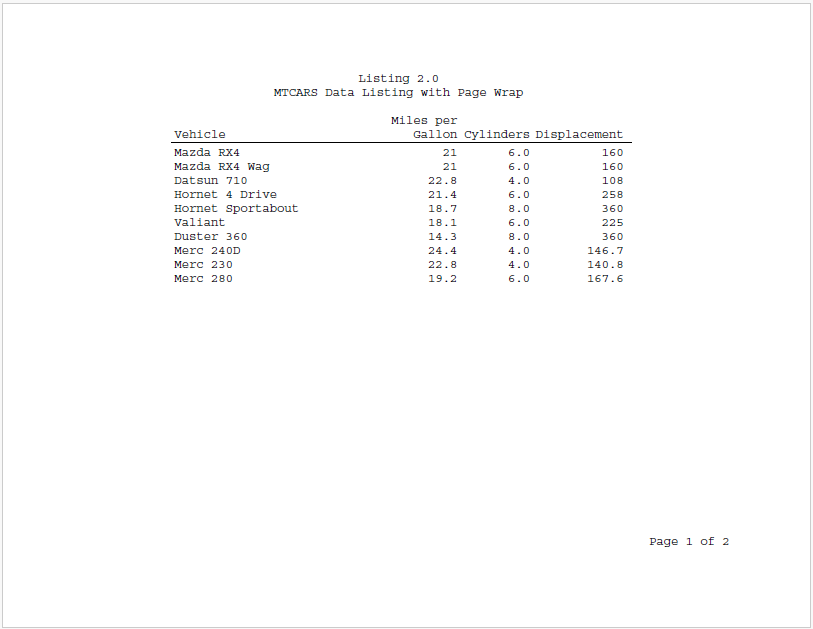 Listing 2.0
MTCARS Data Listing with Page Wrap
Miles per
Vehicle Gallon Cylinders Displacement
Mazda RX4 21 6.0 160
Mazda RX4 Wag 21 6.0 160
Datsun 710 22.8 4.0 108
Hornet 4 Drive 21.4 6.0 258
Hornet Sportabout 18.7 8.0 360
Valiant 18.1 6.0 225
Duster 360 14.3 8.0 360
Merc 240D 24.4 4.0 146.7
Merc 230 22.8 4.0 140.8
Merc 280 19.2 6.0 167.6
Page 1 of 2